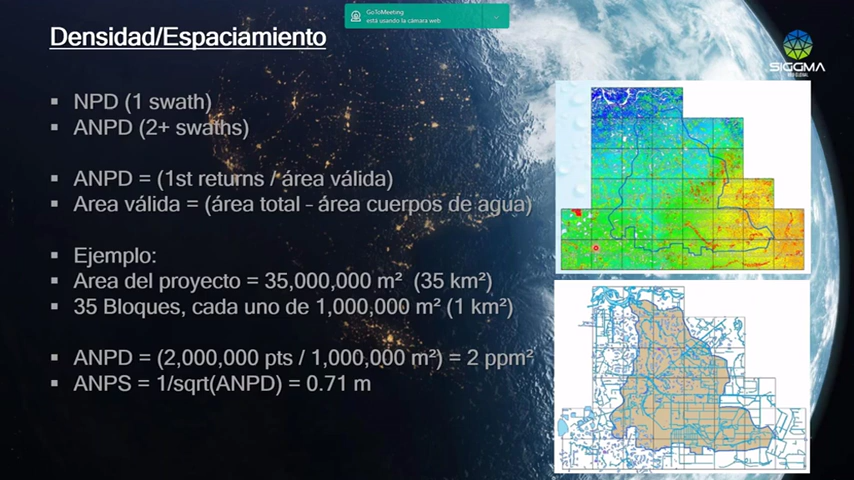 GoToMeeting
está usando la cámara web
Densidad/Espaciamiento
SIGGMA
▪ NPD (1 swath)
▪ ANPD (2+ swaths)
▪ ANPD = (1st returns / área válida)
▪ Area válida = (área total - área cuerpos de agua)
▪ Ejemplo:
▪ Area del proyecto = 35,000,000 m² (35 km²)
▪ 35 Bloques, cada uno de 1,000,000 m² (1 km²)
▪ ANPD = (2,000,000 pts / 1,000,000 m²) = 2 ppm²
▪ ANPS = 1/sqrt(ANPD) = 0.71 m